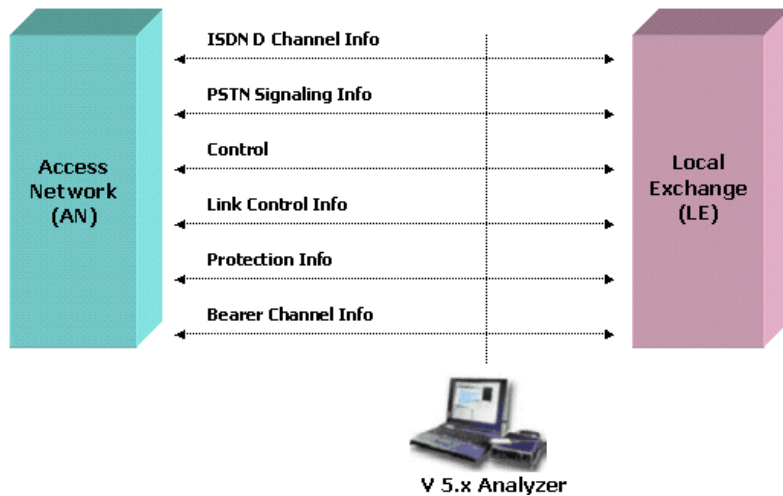 ISDN D Channel Info
PSTN Signaling Info
Control
Link Control Info
Protection Info
Bearer Channel Info
Access
Network
(AN)
Local
Exchange
(LE)
V 5.x Analyzer